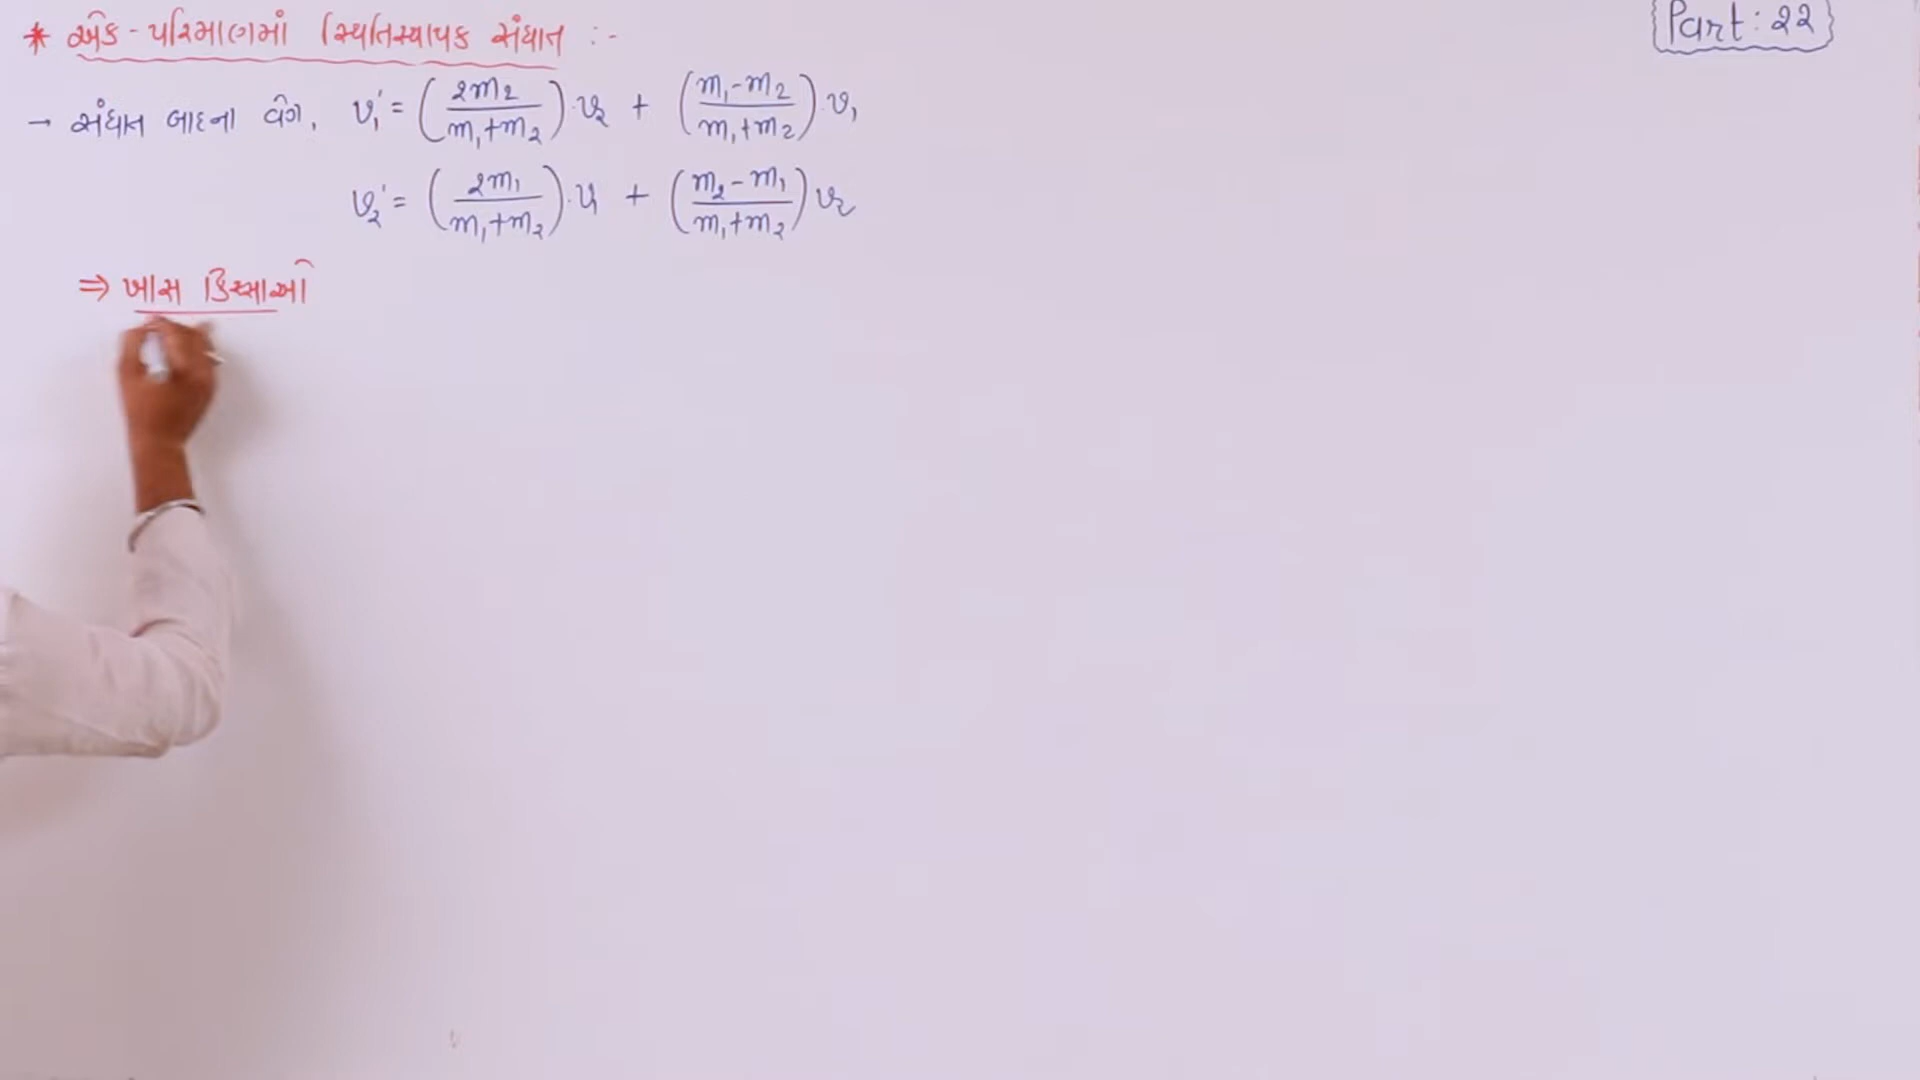 * એક-પરિમાણમાં સ્થિતિસ્થાપક સંઘાત :-
Part: 22
→ સંઘાત બાદના વેગ, v₁' = (2m₂ / m₁+m₂)·v₂ + (m₁-m₂ / m₁+m₂)·v₁
v₂' = (2m₁ / m₁+m₂)·v₁ + (m₂-m₁ / m₁+m₂) v₂
⇒ ખાસ કિસ્સાઓ